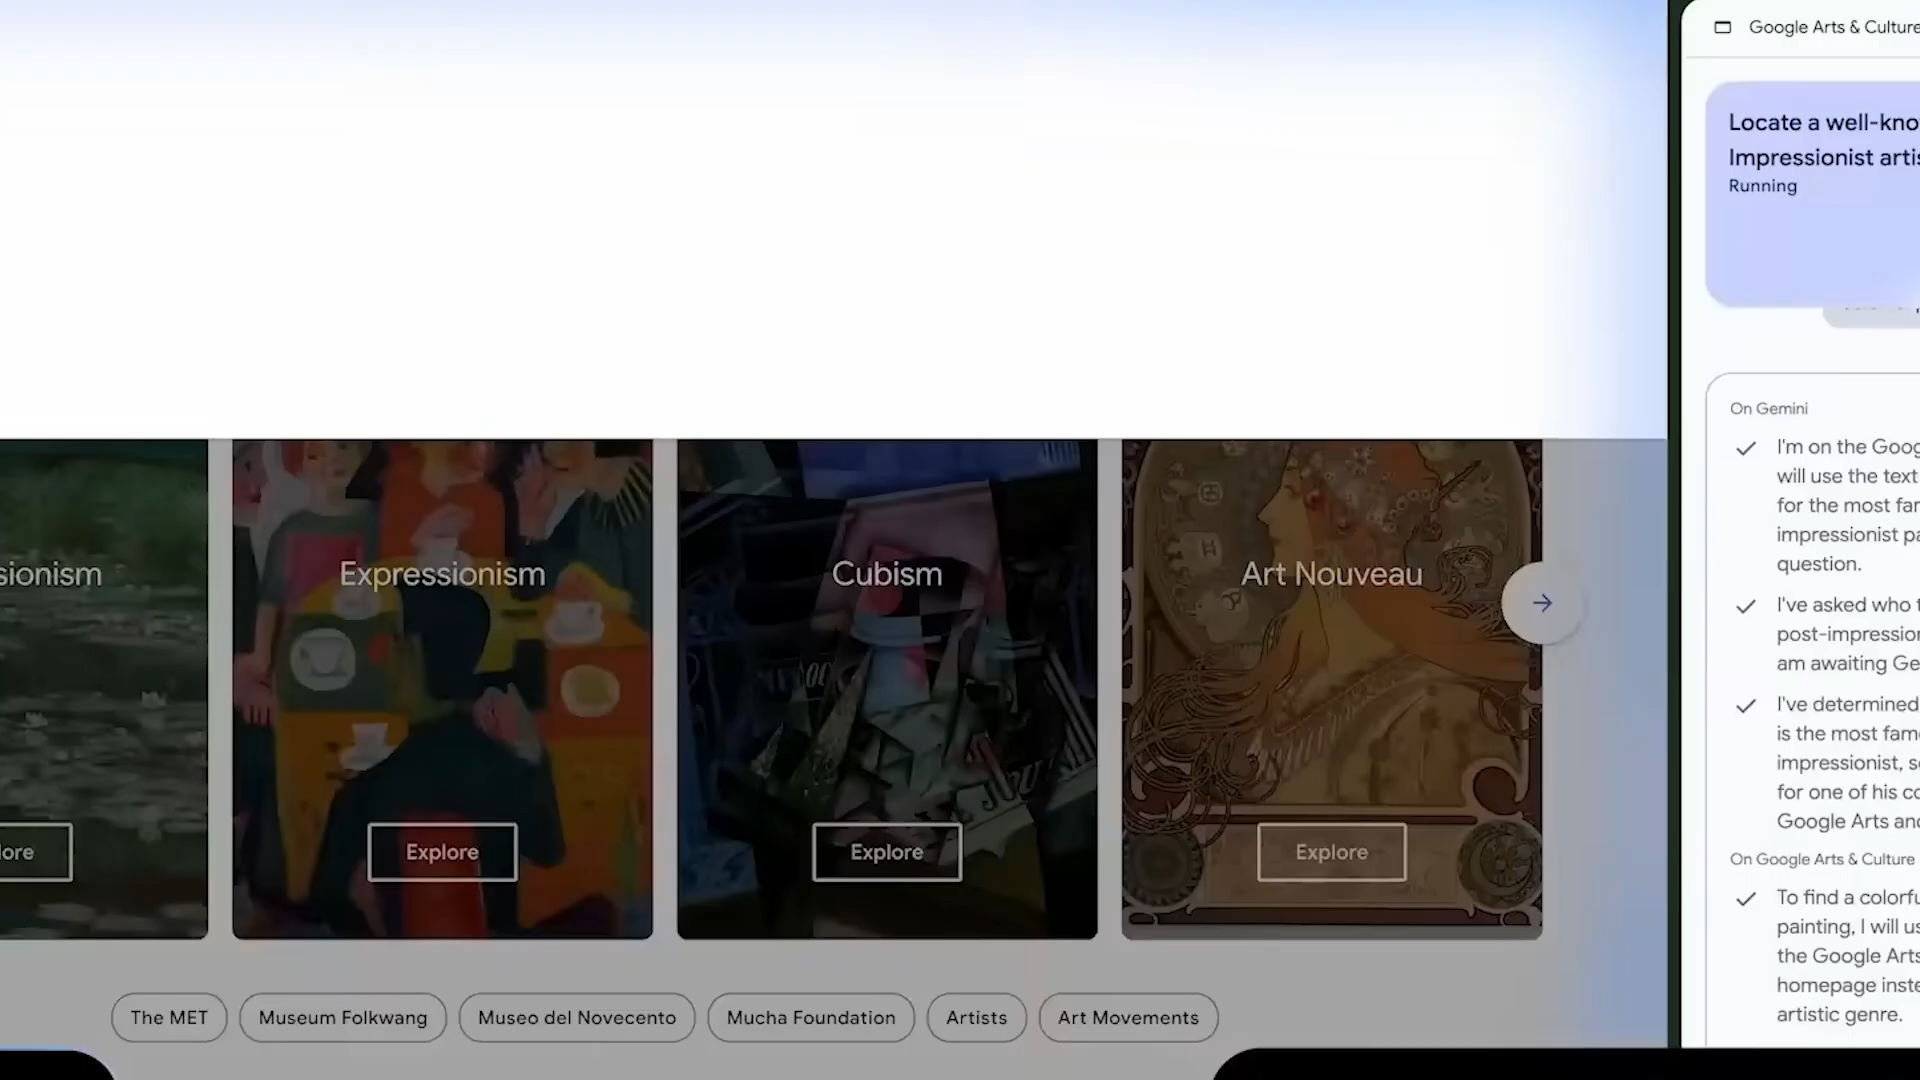 Google Arts & Culture
Locate a well-kno
Impressionist artis
Running
On Gemini
I'm on the Goog
will use the text
for the most far
impressionist pa
question.
I've asked who t
post-impression
am awaiting Ge
I've determined
is the most famo
impressionist, s
for one of his co
Google Arts and
On Google Arts & Culture
To find a colorfu
painting, I will us
the Google Arts
homepage inste
artistic genre.
sionism
Expressionism
Cubism
Art Nouveau
lore
Explore
Explore
Explore
The MET
Museum Folkwang
Museo del Novecento
Mucha Foundation
Artists
Art Movements